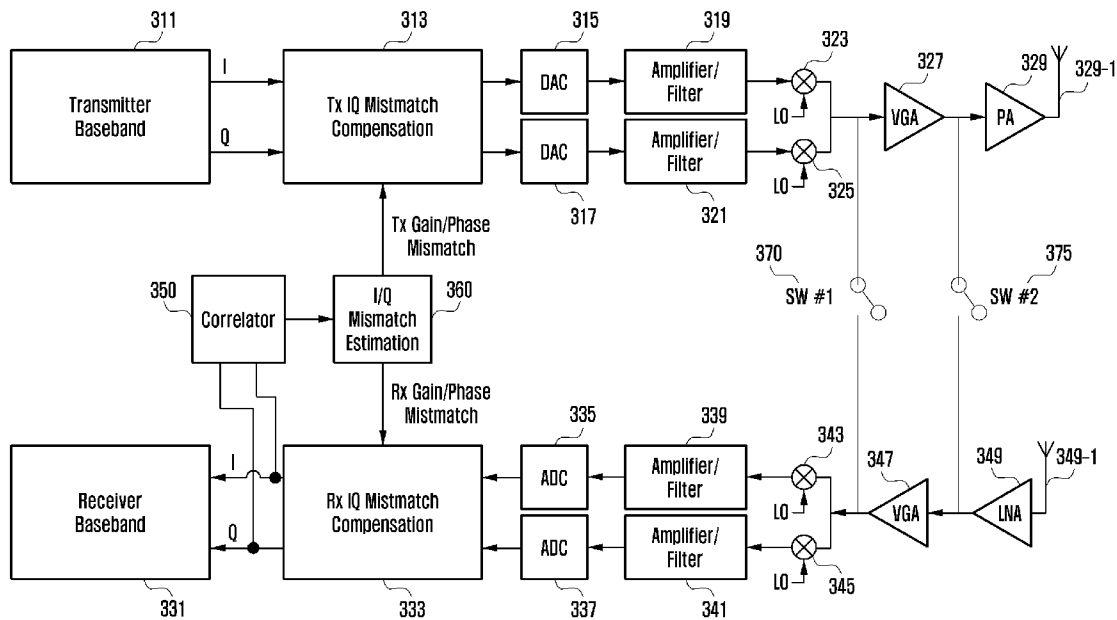 311
313
315
319
323
327
329
329-1
I
Transmitter
Baseband
Tx IQ Mistmatch
Compensation
DAC
Amplifier/
Filter
LO
VGA
PA
Q
DAC
Amplifier/
Filter
LO
325
317
321
Tx Gain/Phase
Mismatch
370
SW #1
375
SW #2
350
Correlator
I/Q
Mismatch
Estimation
360
Rx Gain/Phase
Mistmatch
335
339
343
347
349
349-1
I
Receiver
Baseband
Rx IQ Mistmatch
Compensation
ADC
Amplifier/
Filter
LO
VGA
LNA
Q
ADC
Amplifier/
Filter
LO
345
331
333
337
341